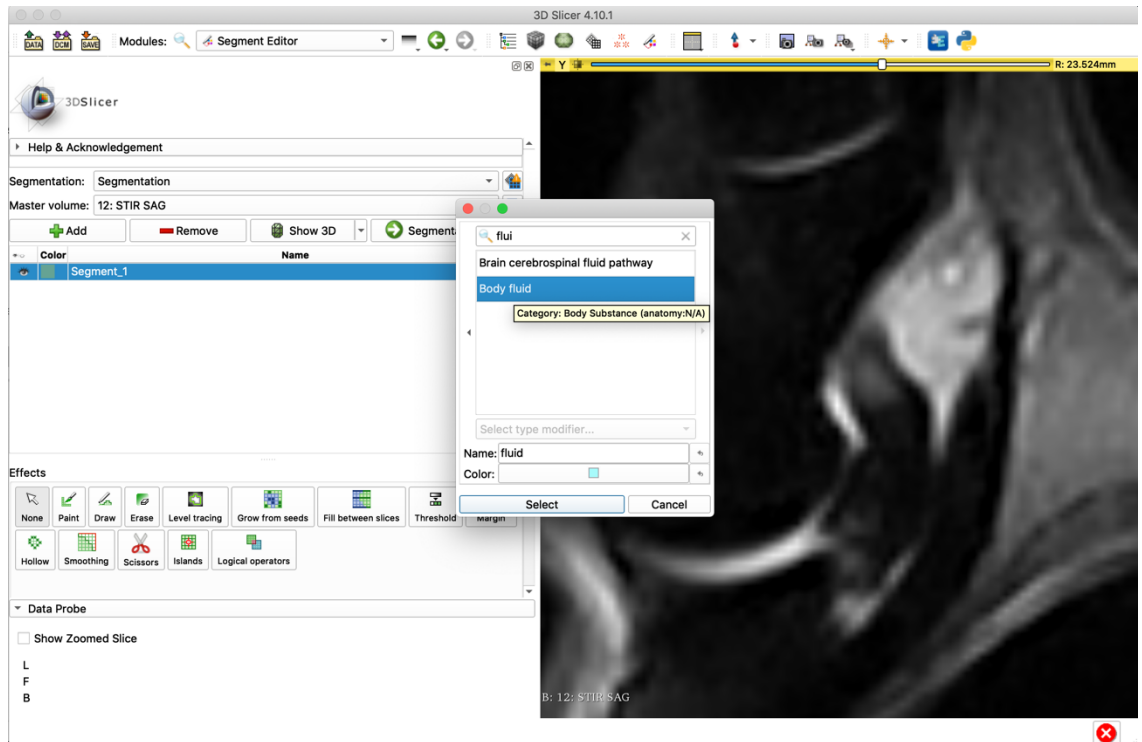 3D Slicer 4.10.1
DATA DCM SAVE Modules: Segment Editor
Y R: 23.524mm
3DSlicer
Help & Acknowledgement
Segmentation: Segmentation
Master volume: 12: STIR SAG
Add Remove Show 3D Segment
Color Name
Segment_1
flui
Brain cerebrospinal fluid pathway
Body fluid
Category: Body Substance (anatomy:N/A)
Select type modifier...
Name: fluid
Color:
Select Cancel
Effects
None Paint Draw Erase Level tracing Grow from seeds Fill between slices Threshold Margin
Hollow Smoothing Scissors Islands Logical operators
Data Probe
Show Zoomed Slice
L
F
B
B: 12: STIR SAG